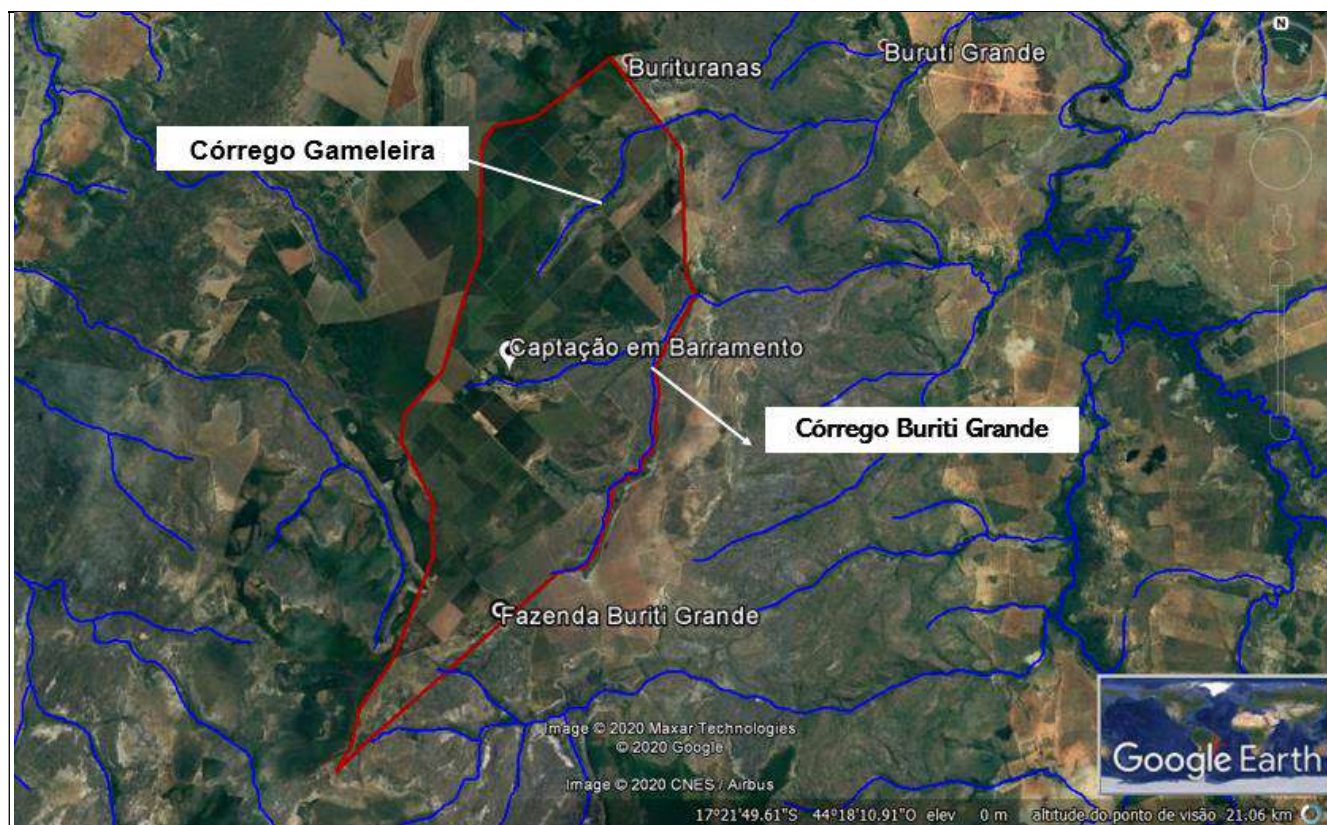 N
Buruti Grande
Burituranas
Córrego Gameleira
Captação em Barramento
Córrego Buriti Grande
Fazenda Buriti Grande
Image © 2020 Maxar Technologies
© 2020 Google
Image © 2020 CNES / Airbus
Google Earth
17°21'49.61"S 44°18'10.91"O elev 0 m altitude do ponto de visão 21.06 km